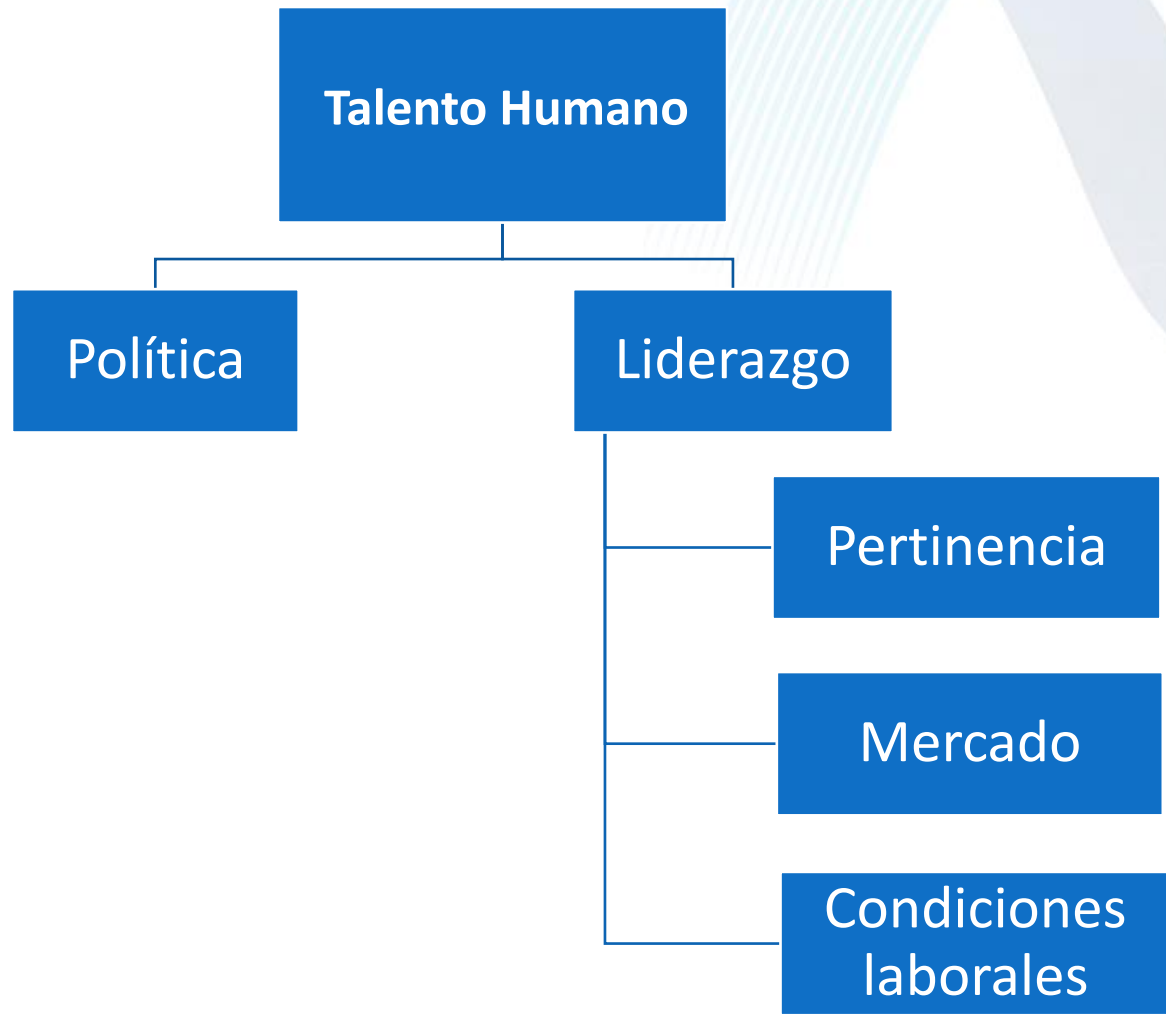 Talento Humano
Política
Liderazgo
Pertinencia
Mercado
Condiciones
laborales